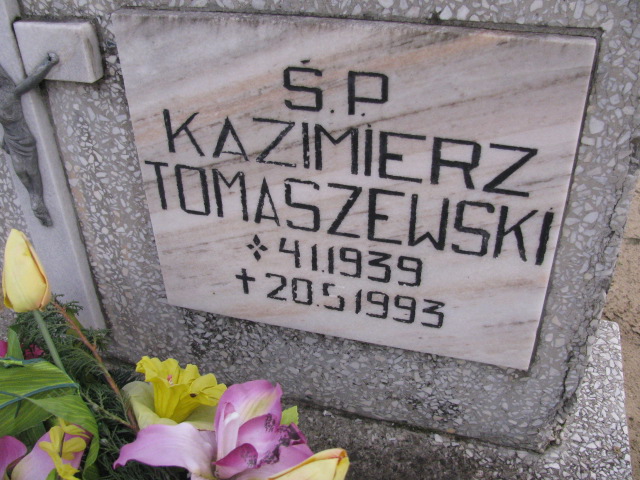 Ś.P.
KAZIMIERZ
TOMASZEWSKI
4.1.1939
20.5.1993